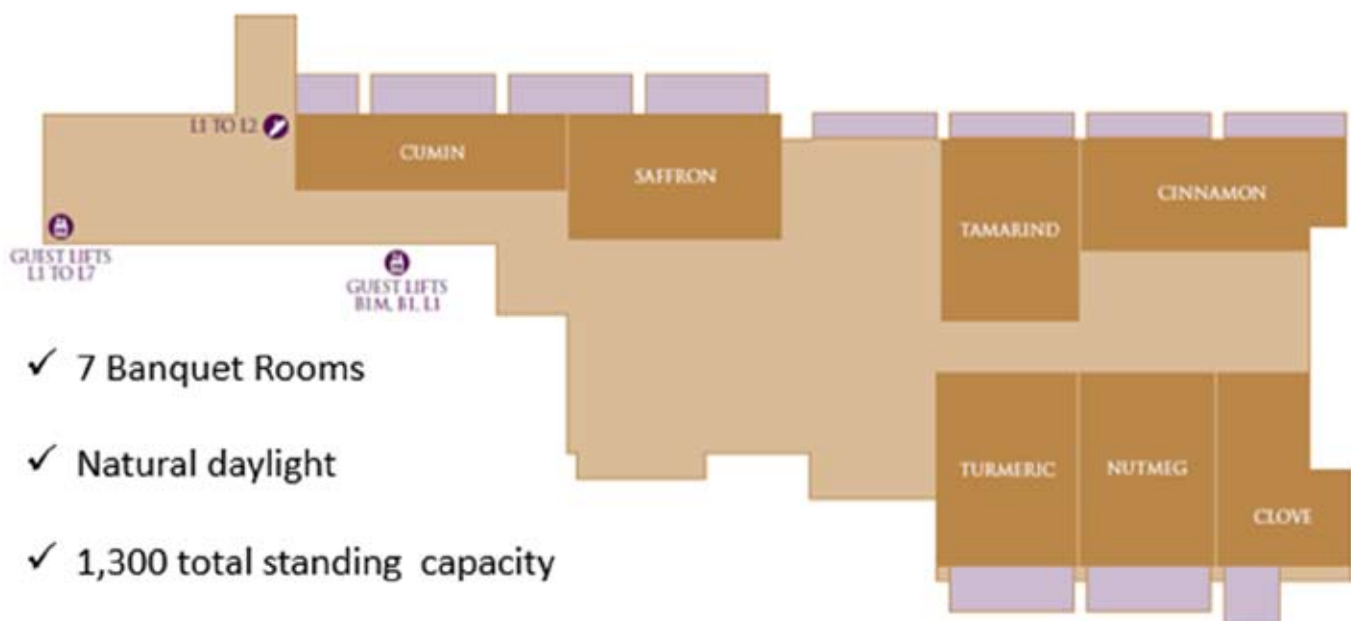 L1 TO L2
CUMIN
SAFFRON
TAMARIND
CINNAMON
GUEST LIFTS
L1 TO L7
GUEST LIFTS
B1M, B1, L1
✓ 7 Banquet Rooms
✓ Natural daylight
✓ 1,300 total standing capacity
TURMERIC
NUTMEG
CLOVE